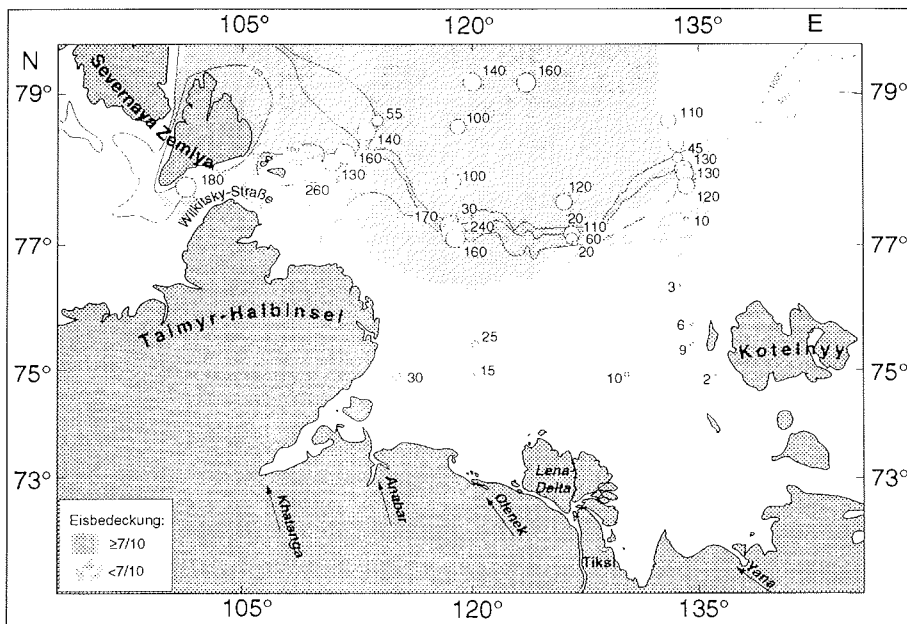 105° 120° 135° E
N
79° 79°
140 160
Severnaya Zemlya
55 110
100
140
45
160
130
130 130
180 260 100
120
120
Wilkitsky-Straße
170 30
20 110
10
240
60
77° 160 20 77°
3
Taimyr-Halbinsel
6
25
9
Kotelnyy
75° 30 15 10 2 75°
73° 73°
Lena-
Delta
Khatanga
Anabar
Olenek
Tiksi
Yana
Eisbedeckung:
≥7/10
<7/10
105° 120° 135°